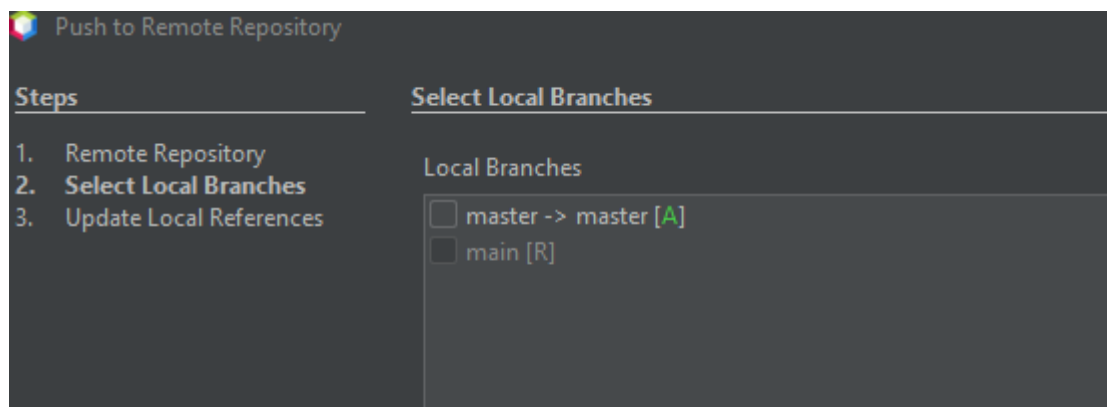 Push to Remote Repository
Steps
1. Remote Repository
2. Select Local Branches
3. Update Local References
Select Local Branches
Local Branches
master -> master [A]
main [R]